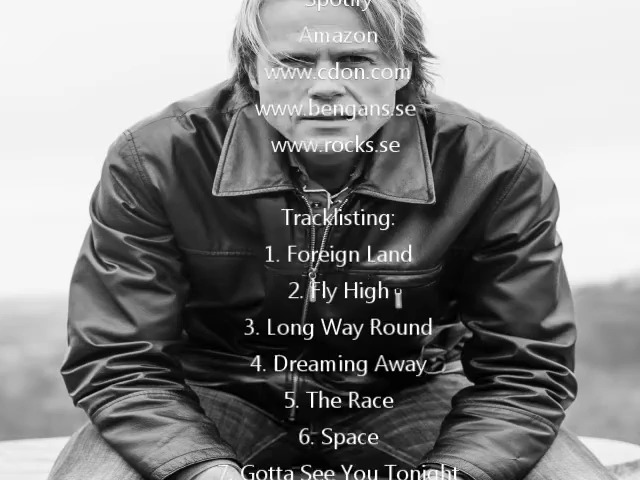 Spotify
Amazon
www.cdon.com
www.bengans.se
www.rocks.se
Tracklisting:
1. Foreign Land
2. Fly High
3. Long Way Round
4. Dreaming Away
5. The Race
6. Space
7. Gotta See You Tonight